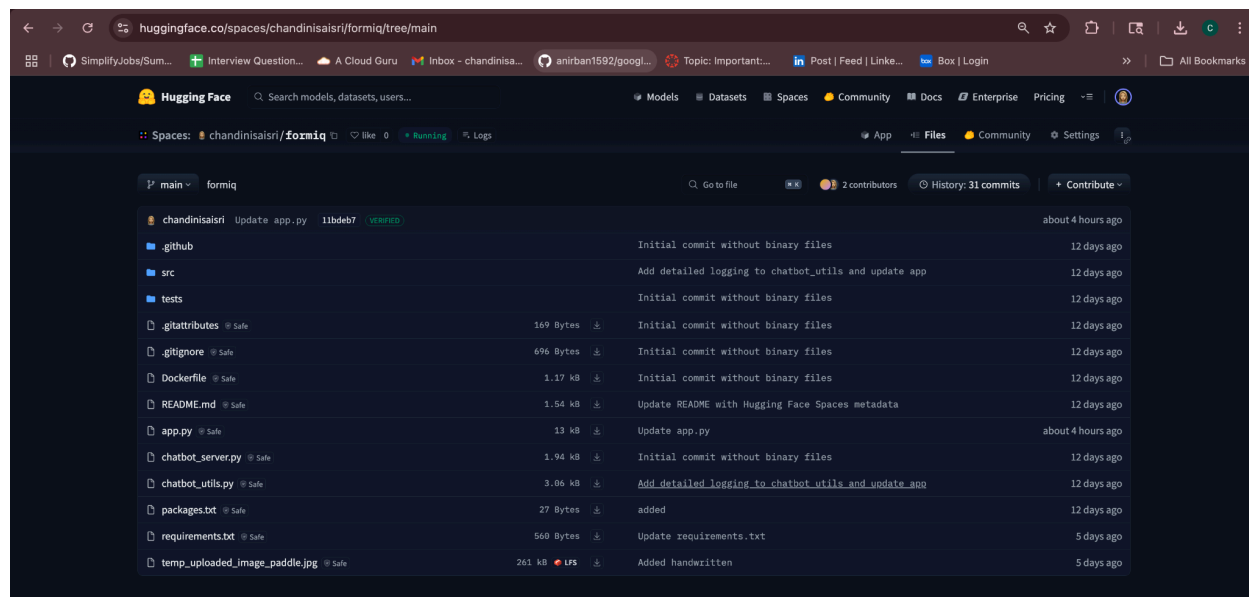 huggingface.co/spaces/chandinisaisri/formiq/tree/main C
SimplifyJobs/Sum... Interview Question... A Cloud Guru Inbox - chandinisa... anirban1592/googl... Topic: Important:... in Post | Feed | Linke... box Box | Login » All Bookmarks
Hugging Face Search models, datasets, users... Models Datasets Spaces Community Docs Enterprise Pricing
Spaces: chandinisaisri/formiq like 0 Running Logs App Files Community Settings
main formiq Go to file ⌘ K 2 contributors History: 31 commits + Contribute
chandinisaisri Update app.py 11bdeb7 VERIFIED about 4 hours ago
.github Initial commit without binary files 12 days ago
src Add detailed logging to chatbot_utils and update app 12 days ago
tests Initial commit without binary files 12 days ago
.gitattributes Safe 169 Bytes Initial commit without binary files 12 days ago
.gitignore Safe 696 Bytes Initial commit without binary files 12 days ago
Dockerfile Safe 1.17 kB Initial commit without binary files 12 days ago
README.md Safe 1.54 kB Update README with Hugging Face Spaces metadata 12 days ago
app.py Safe 13 kB Update app.py about 4 hours ago
chatbot_server.py Safe 1.94 kB Initial commit without binary files 12 days ago
chatbot_utils.py Safe 3.06 kB Add detailed logging to chatbot_utils and update app 12 days ago
packages.txt Safe 27 Bytes added 12 days ago
requirements.txt Safe 560 Bytes Update requirements.txt 5 days ago
temp_uploaded_image_paddle.jpg Safe 261 kB LFS Added handwritten 5 days ago